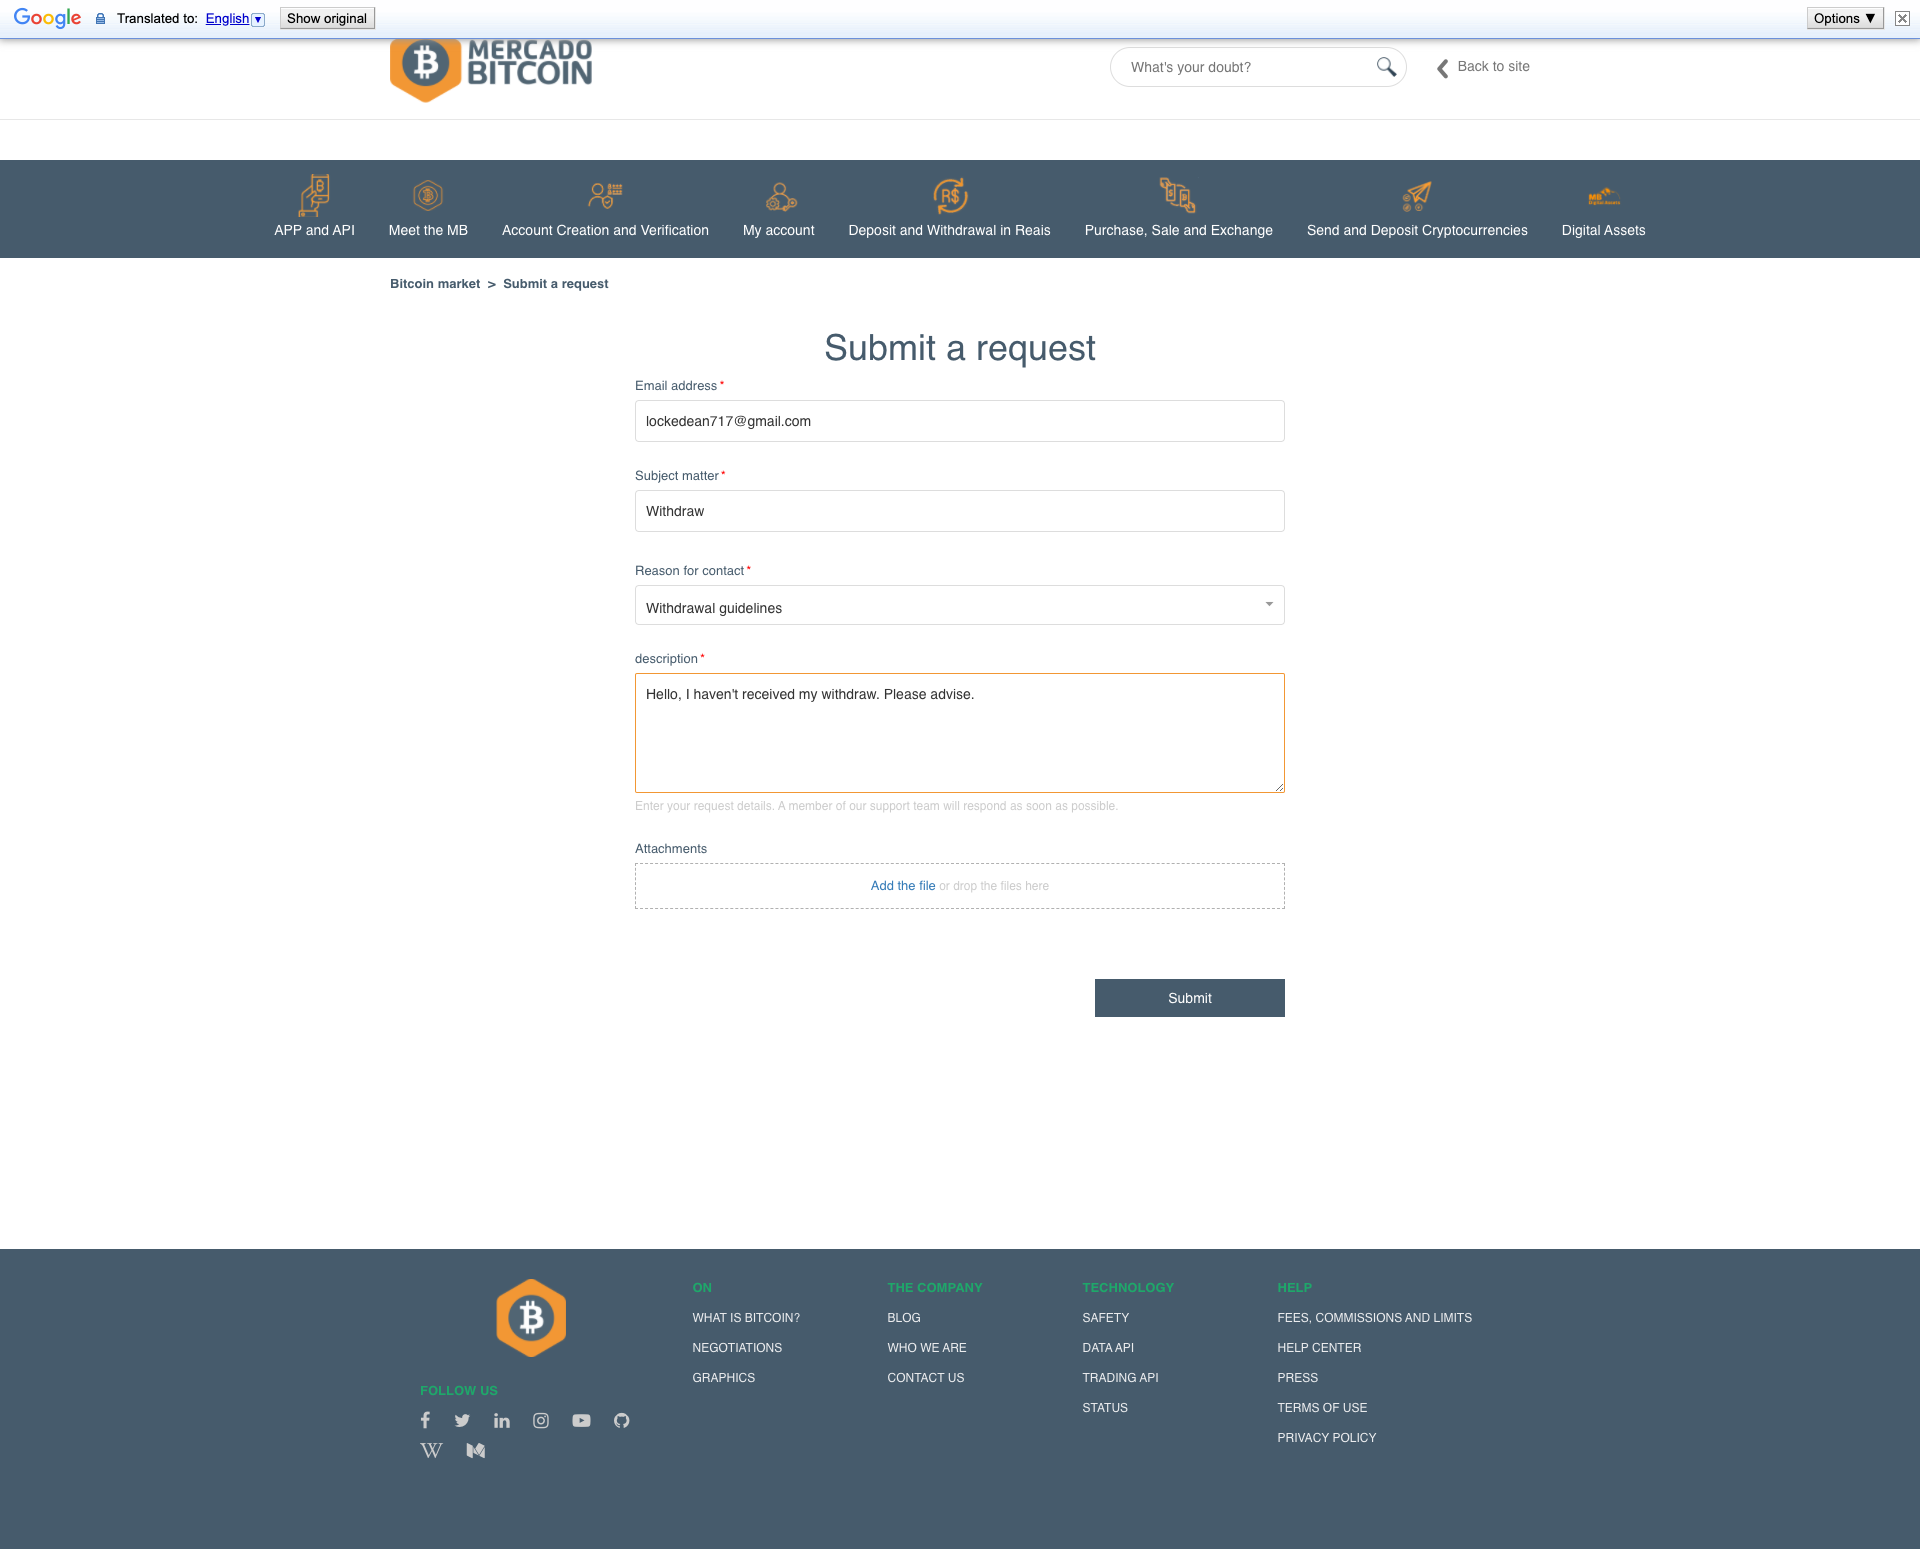 Google Translated to: English ▼ Show original Options ▼
MERCADO
BITCOIN
What's your doubt?
Back to site
APP and API
Meet the MB
Account Creation and Verification
My account
Deposit and Withdrawal in Reais
Purchase, Sale and Exchange
Send and Deposit Cryptocurrencies
Digital Assets
Bitcoin market > Submit a request
Submit a request
Email address*
lockedean717@gmail.com
Subject matter*
Withdraw
Reason for contact*
Withdrawal guidelines
description*
Hello, I haven't received my withdraw. Please advise.
Enter your request details. A member of our support team will respond as soon as possible.
Attachments
Add the file or drop the files here
Submit
FOLLOW US
ON
WHAT IS BITCOIN?
NEGOTIATIONS
GRAPHICS
THE COMPANY
BLOG
WHO WE ARE
CONTACT US
TECHNOLOGY
SAFETY
DATA API
TRADING API
STATUS
HELP
FEES, COMMISSIONS AND LIMITS
HELP CENTER
PRESS
TERMS OF USE
PRIVACY POLICY